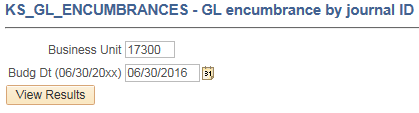 KS_GL_ENCUMBRANCES - GL encumbrance by journal ID
Business Unit 17300
Budg Dt (06/30/20xx) 06/30/2016
View Results